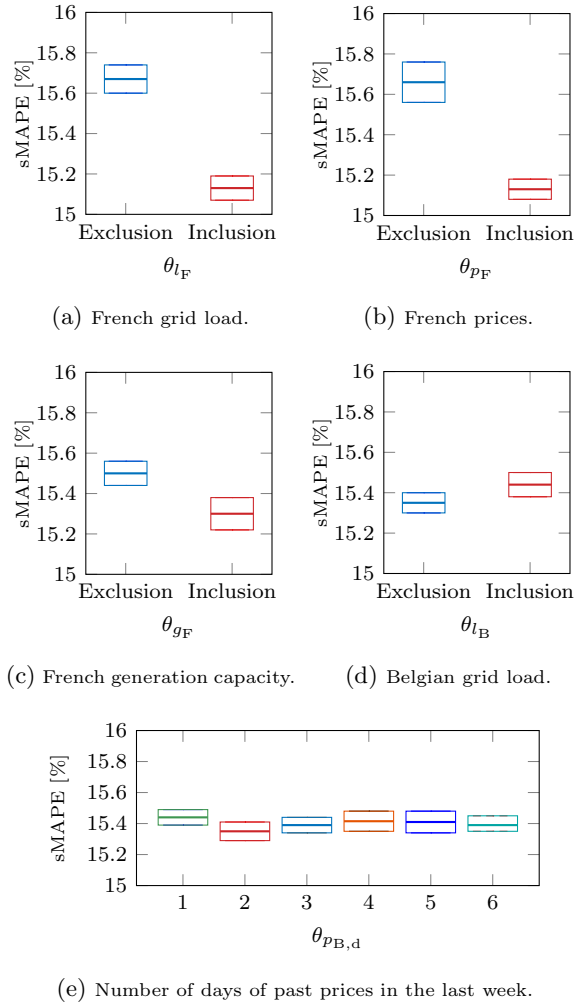 16
15.8
15.6
15.4
15.2
15
sMAPE [%]
Exclusion Inclusion
θ_{l_F}
(a) French grid load.
16
15.8
15.6
15.4
15.2
15
sMAPE [%]
Exclusion Inclusion
θ_{p_F}
(b) French prices.
16
15.8
15.6
15.4
15.2
15
sMAPE [%]
Exclusion Inclusion
θ_{g_F}
(c) French generation capacity.
16
15.8
15.6
15.4
15.2
15
sMAPE [%]
Exclusion Inclusion
θ_{l_B}
(d) Belgian grid load.
16
15.8
15.6
15.4
15.2
15
sMAPE [%]
1 2 3 4 5 6
θ_{p_{B,d}}
(e) Number of days of past prices in the last week.